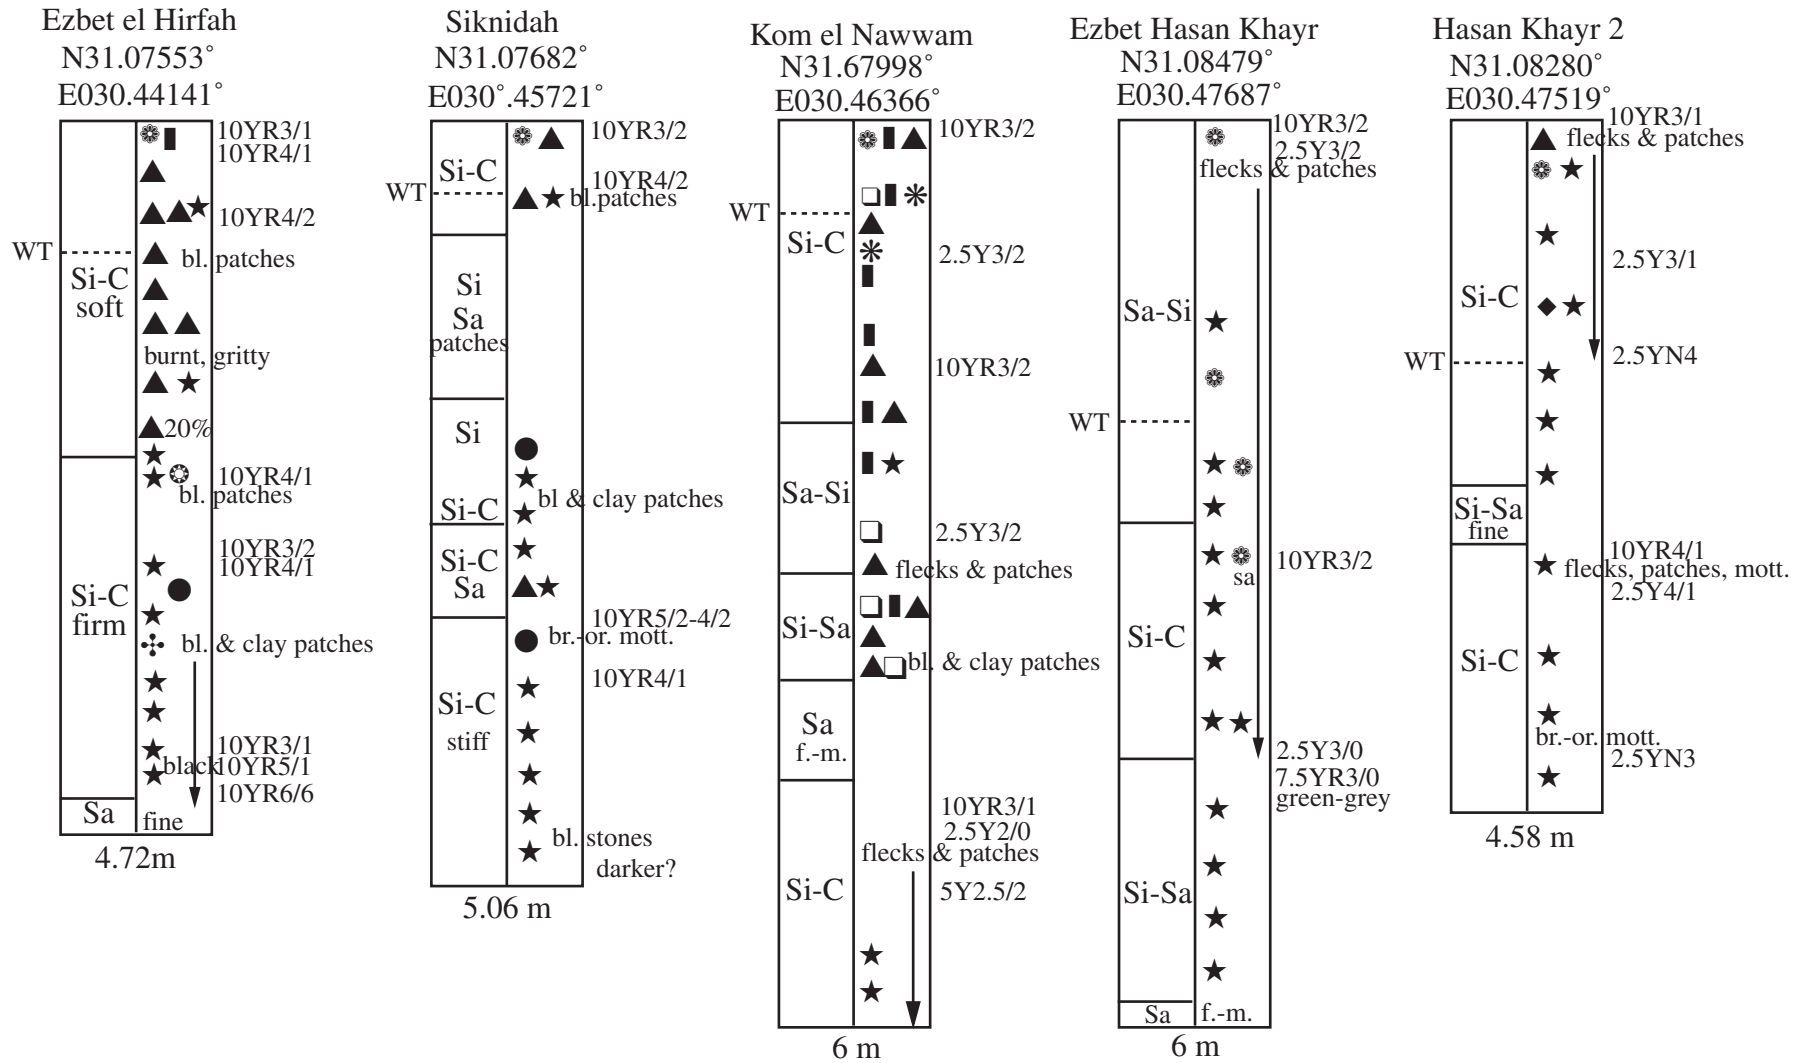 Ezbet el Hirfah
N31.07553°
E030.44141°
10YR3/1
10YR4/1
10YR4/2
WT
bl. patches
Si-C
soft
burnt, gritty
20%
10YR4/1
bl. patches
10YR3/2
10YR4/1
Si-C
firm
bl. & clay patches
10YR3/1
black
10YR5/1
10YR6/6
Sa
fine
4.72m
Siknidah
N31.07682°
E030°.45721°
10YR3/2
Si-C
10YR4/2
WT
bl.patches
Si
Sa
patches
Si
bl & clay patches
Si-C
Si-C
Sa
10YR5/2-4/2
br.-or. mott.
10YR4/1
Si-C
stiff
bl. stones
darker?
5.06 m
Kom el Nawwam
N31.67998°
E030.46366°
10YR3/2
WT
Si-C
2.5Y3/2
10YR3/2
Sa-Si
2.5Y3/2
flecks & patches
Si-Sa
bl. & clay patches
Sa
f.-m.
10YR3/1
2.5Y2/0
flecks & patches
Si-C
5Y2.5/2
6 m
Ezbet Hasan Khayr
N31.08479°
E030.47687°
10YR3/2
2.5Y3/2
flecks & patches
Sa-Si
WT
10YR3/2
sa
Si-C
2.5Y3/0
7.5YR3/0
green-grey
Si-Sa
Sa
f.-m.
6 m
Hasan Khayr 2
N31.08280°
E030.47519°
10YR3/1
flecks & patches
2.5Y3/1
Si-C
2.5YN4
WT
Si-Sa
fine
10YR4/1
flecks, patches, mott.
2.5Y4/1
Si-C
br.-or. mott.
2.5YN3
4.58 m